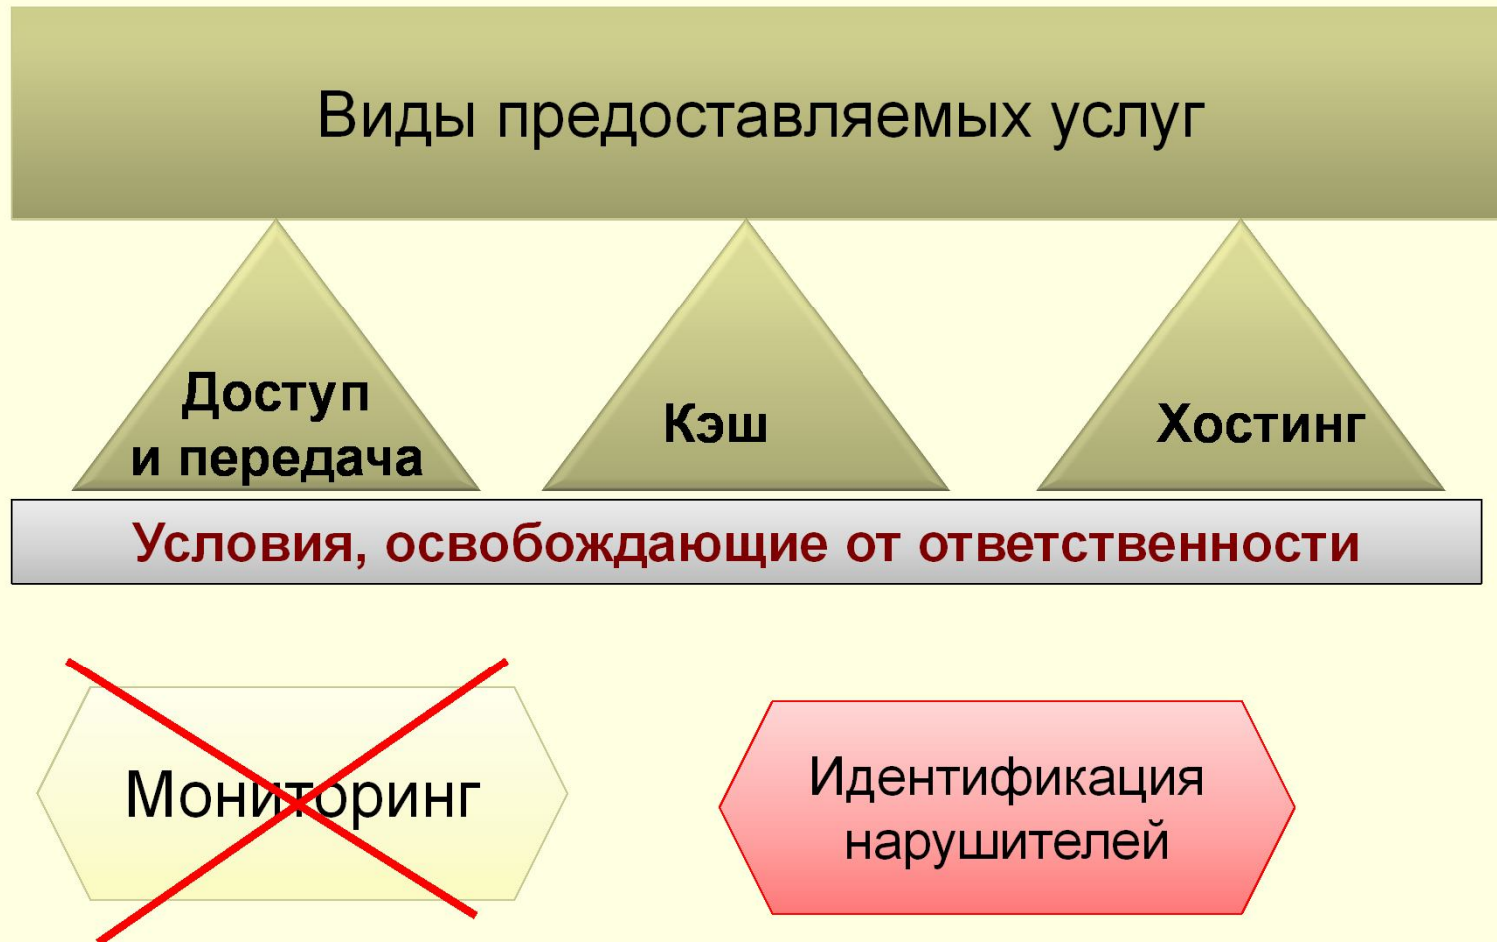 Виды предоставляемых услуг
Доступ
и передача
Кэш
Хостинг
Условия, освобождающие от ответственности
Мониторинг
Идентификация
нарушителей